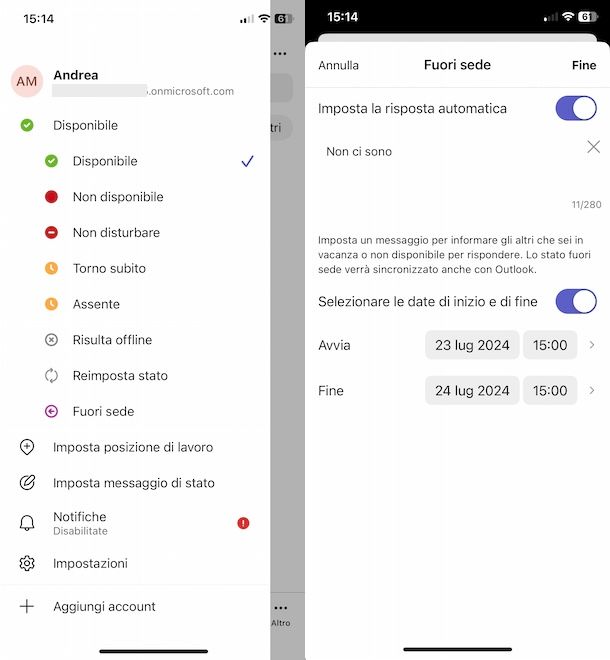 15:14
61
AM
Andrea
.onmicrosoft.com
Disponibile
Disponibile
Non disponibile
Non disturbare
Torno subito
Assente
Risulta offline
Reimposta stato
Fuori sede
Imposta posizione di lavoro
Imposta messaggio di stato
Notifiche
Disabilitate
Impostazioni
Aggiungi account
tri
Altro
15:14
61
Annulla
Fuori sede
Fine
Imposta la risposta automatica
Non ci sono
11/280
Imposta un messaggio per informare gli altri che sei in
vacanza o non disponibile per rispondere. Lo stato fuori
sede verrà sincronizzato anche con Outlook.
Selezionare le date di inizio e di fine
Avvia 23 lug 2024 15:00
Fine 24 lug 2024 15:00